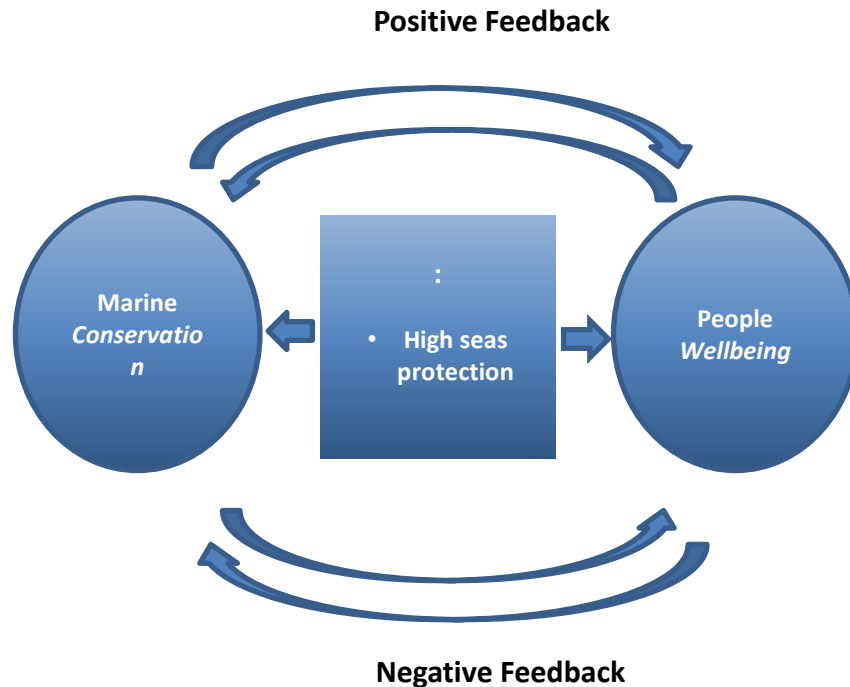 Positive Feedback
Marine
Conservatio
n
:
• High seas
protection
People
Wellbeing
Negative Feedback